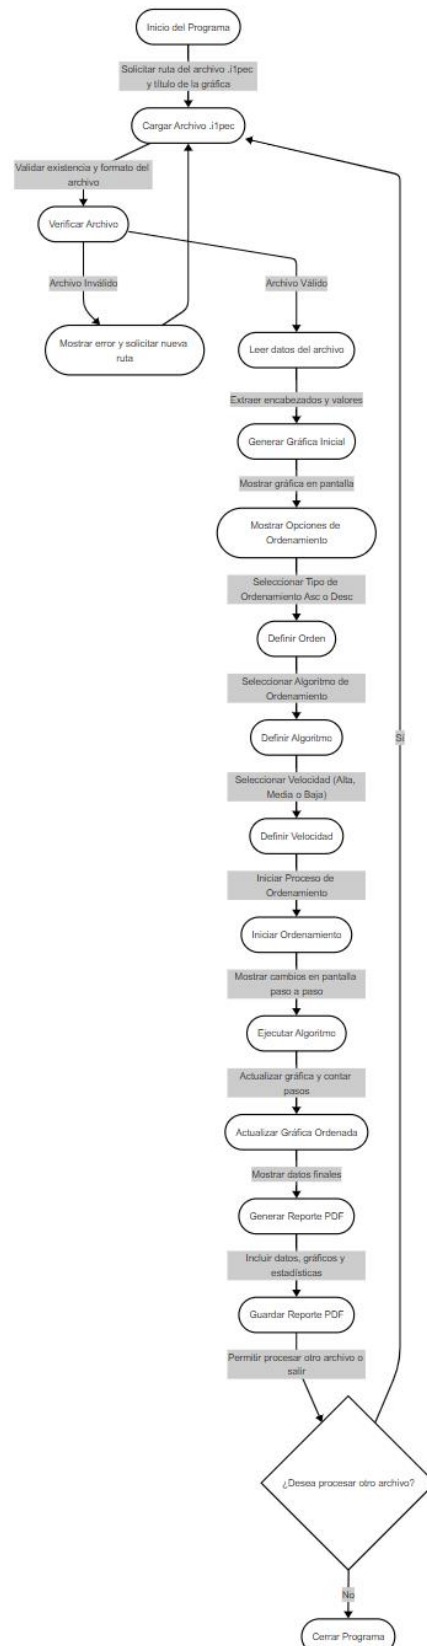 Inicio del Programa
Solicitar ruta del archivo .i1pec
y título de la gráfica
Cargar Archivo .i1pec
Validar existencia y formato del
archivo
Verificar Archivo
Archivo Inválido
Archivo Válido
Mostrar error y solicitar nueva
ruta
Leer datos del archivo
Extraer encabezados y valores
Generar Gráfica Inicial
Mostrar gráfica en pantalla
Mostrar Opciones de
Ordenamiento
Seleccionar Tipo de
Ordenamiento Asc o Desc
Definir Orden
Seleccionar Algoritmo de
Ordenamiento
Definir Algoritmo
Sí
Seleccionar Velocidad (Alta,
Media o Baja)
Definir Velocidad
Iniciar Proceso de
Ordenamiento
Iniciar Ordenamiento
Mostrar cambios en pantalla
paso a paso
Ejecutar Algoritmo
Actualizar gráfica y contar
pasos
Actualizar Gráfica Ordenada
Mostrar datos finales
Generar Reporte PDF
Incluir datos, gráficos y
estadísticas
Guardar Reporte PDF
Permitir procesar otro archivo o
salir
¿Desea procesar otro archivo?
No
Cerrar Programa